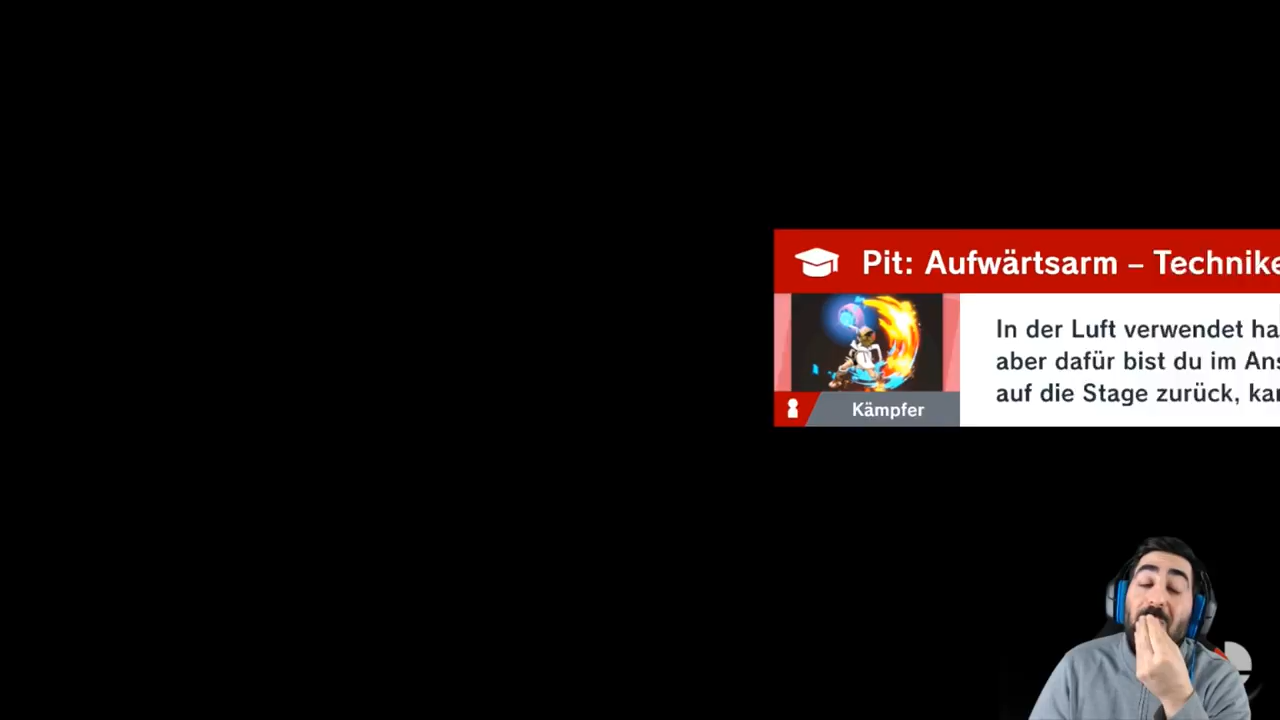 Pit: Aufwärtsarm – Technike
In der Luft verwendet ha
aber dafür bist du im Ans
auf die Stage zurück, kan
Kämpfer